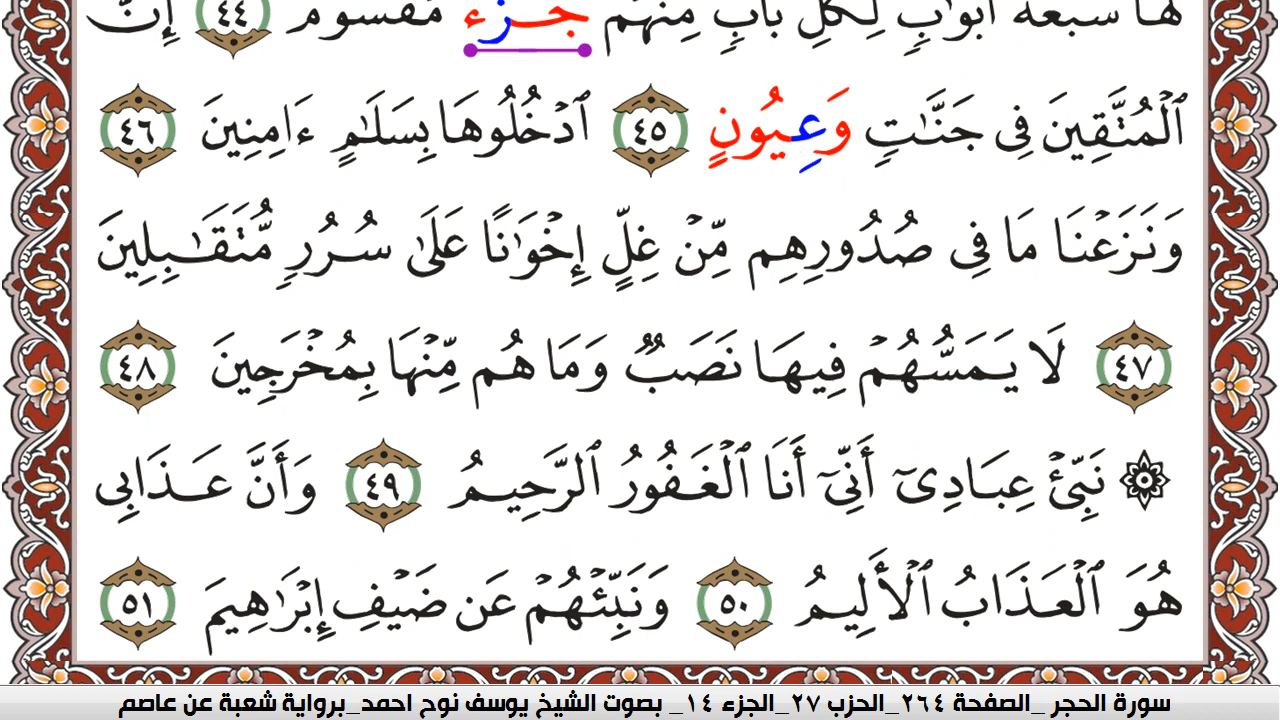 هَا سَبْعَةُ أَبْوَٰبٍ لِّكُلِّ بَابٍ مِّنْهُمْ جُزُءٌ مَّقْسُومٌ ٤٤ إِنَّ
ٱلْمُتَّقِينَ فِى جَنَّٰتٍ وَعِيُونٍ ٤٥ ٱدْخُلُوهَا بِسَلَٰمٍ ءَامِنِينَ ٤٦
وَنَزَعْنَا مَا فِى صُدُورِهِم مِّنْ غِلٍّ إِخْوَٰنًا عَلَىٰ سُرُرٍ مُّتَقَٰبِلِينَ
٤٧ لَا يَمَسُّهُمْ فِيهَا نَصَبٌ وَمَا هُم مِّنْهَا بِمُخْرَجِينَ ٤٨
۞ نَبِّئْ عِبَادِىٓ أَنِّىٓ أَنَا ٱلْغَفُورُ ٱلرَّحِيمُ ٤٩ وَأَنَّ عَذَابِى
هُوَ ٱلْعَذَابُ ٱلْأَلِيمُ ٥٠ وَنَبِّئْهُمْ عَن ضَيْفِ إِبْرَٰهِيمَ ٥١
سورة الحجر _الصفحة ٢٦٤_الحزب ٢٧_الجزء ١٤_ بصوت الشيخ يوسف نوح احمد_برواية شعبة عن عاصم